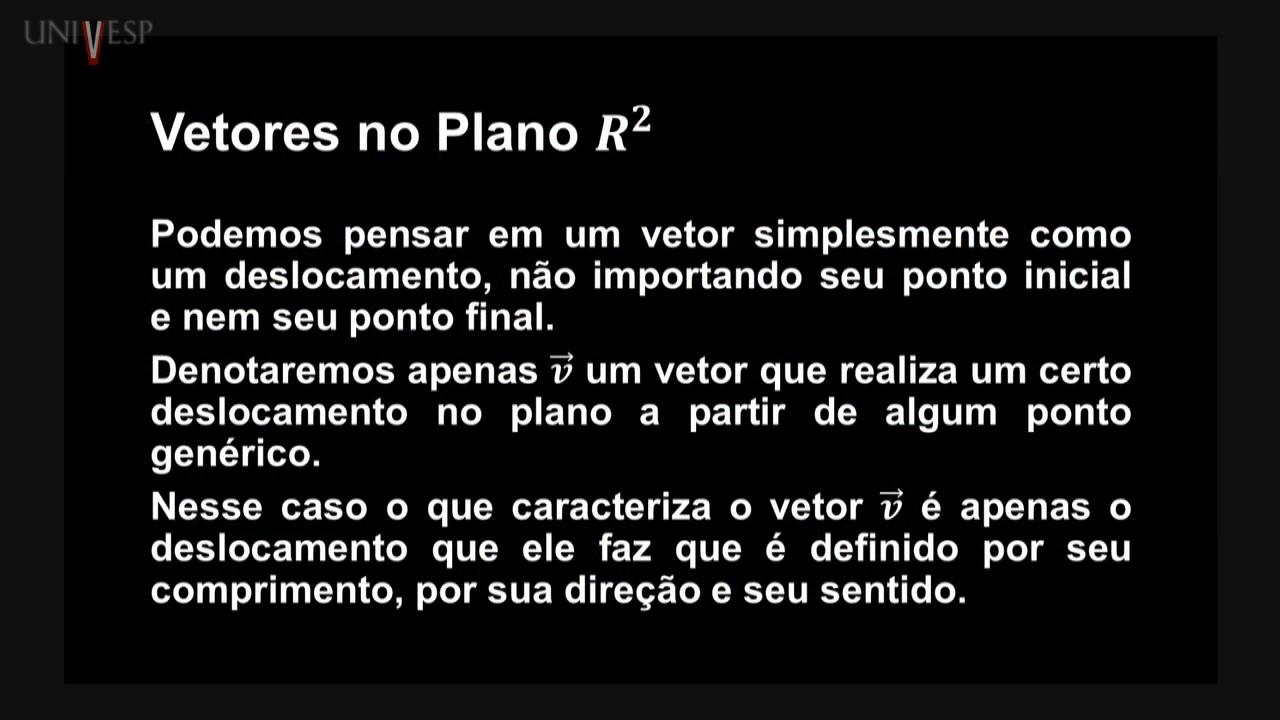 UNIVESP
Vetores no Plano R²
Podemos pensar em um vetor simplesmente como
um deslocamento, não importando seu ponto inicial
e nem seu ponto final.
Denotaremos apenas v⃗ um vetor que realiza um certo
deslocamento no plano a partir de algum ponto
genérico.
Nesse caso o que caracteriza o vetor v⃗ é apenas o
deslocamento que ele faz que é definido por seu
comprimento, por sua direção e seu sentido.